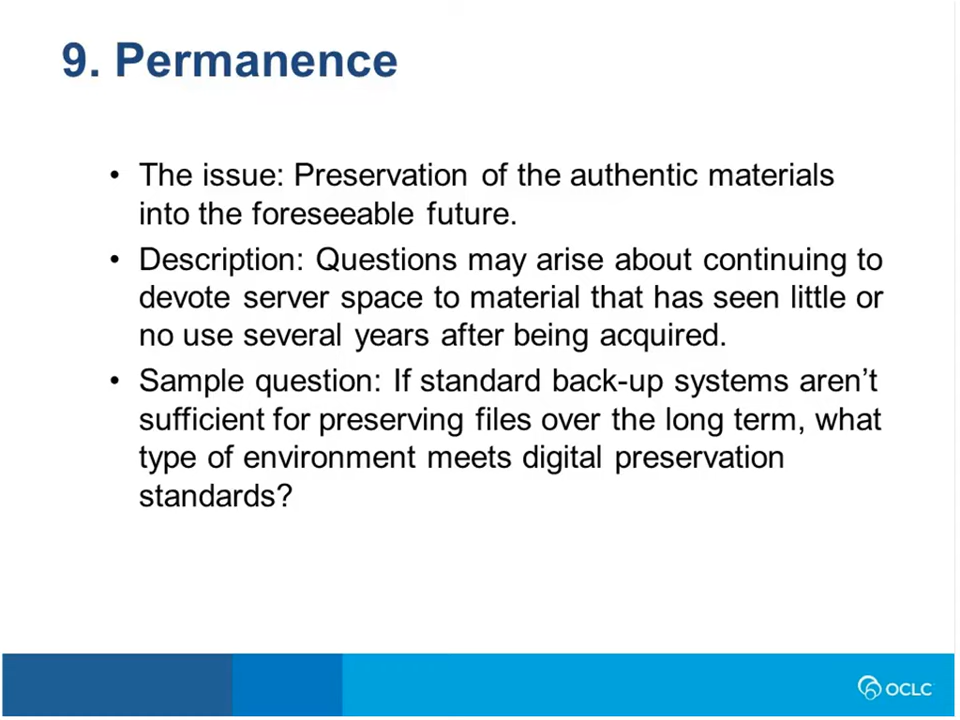 9. Permanence
• The issue: Preservation of the authentic materials
into the foreseeable future.
• Description: Questions may arise about continuing to
devote server space to material that has seen little or
no use several years after being acquired.
• Sample question: If standard back-up systems aren’t
sufficient for preserving files over the long term, what
type of environment meets digital preservation
standards?
OCLC